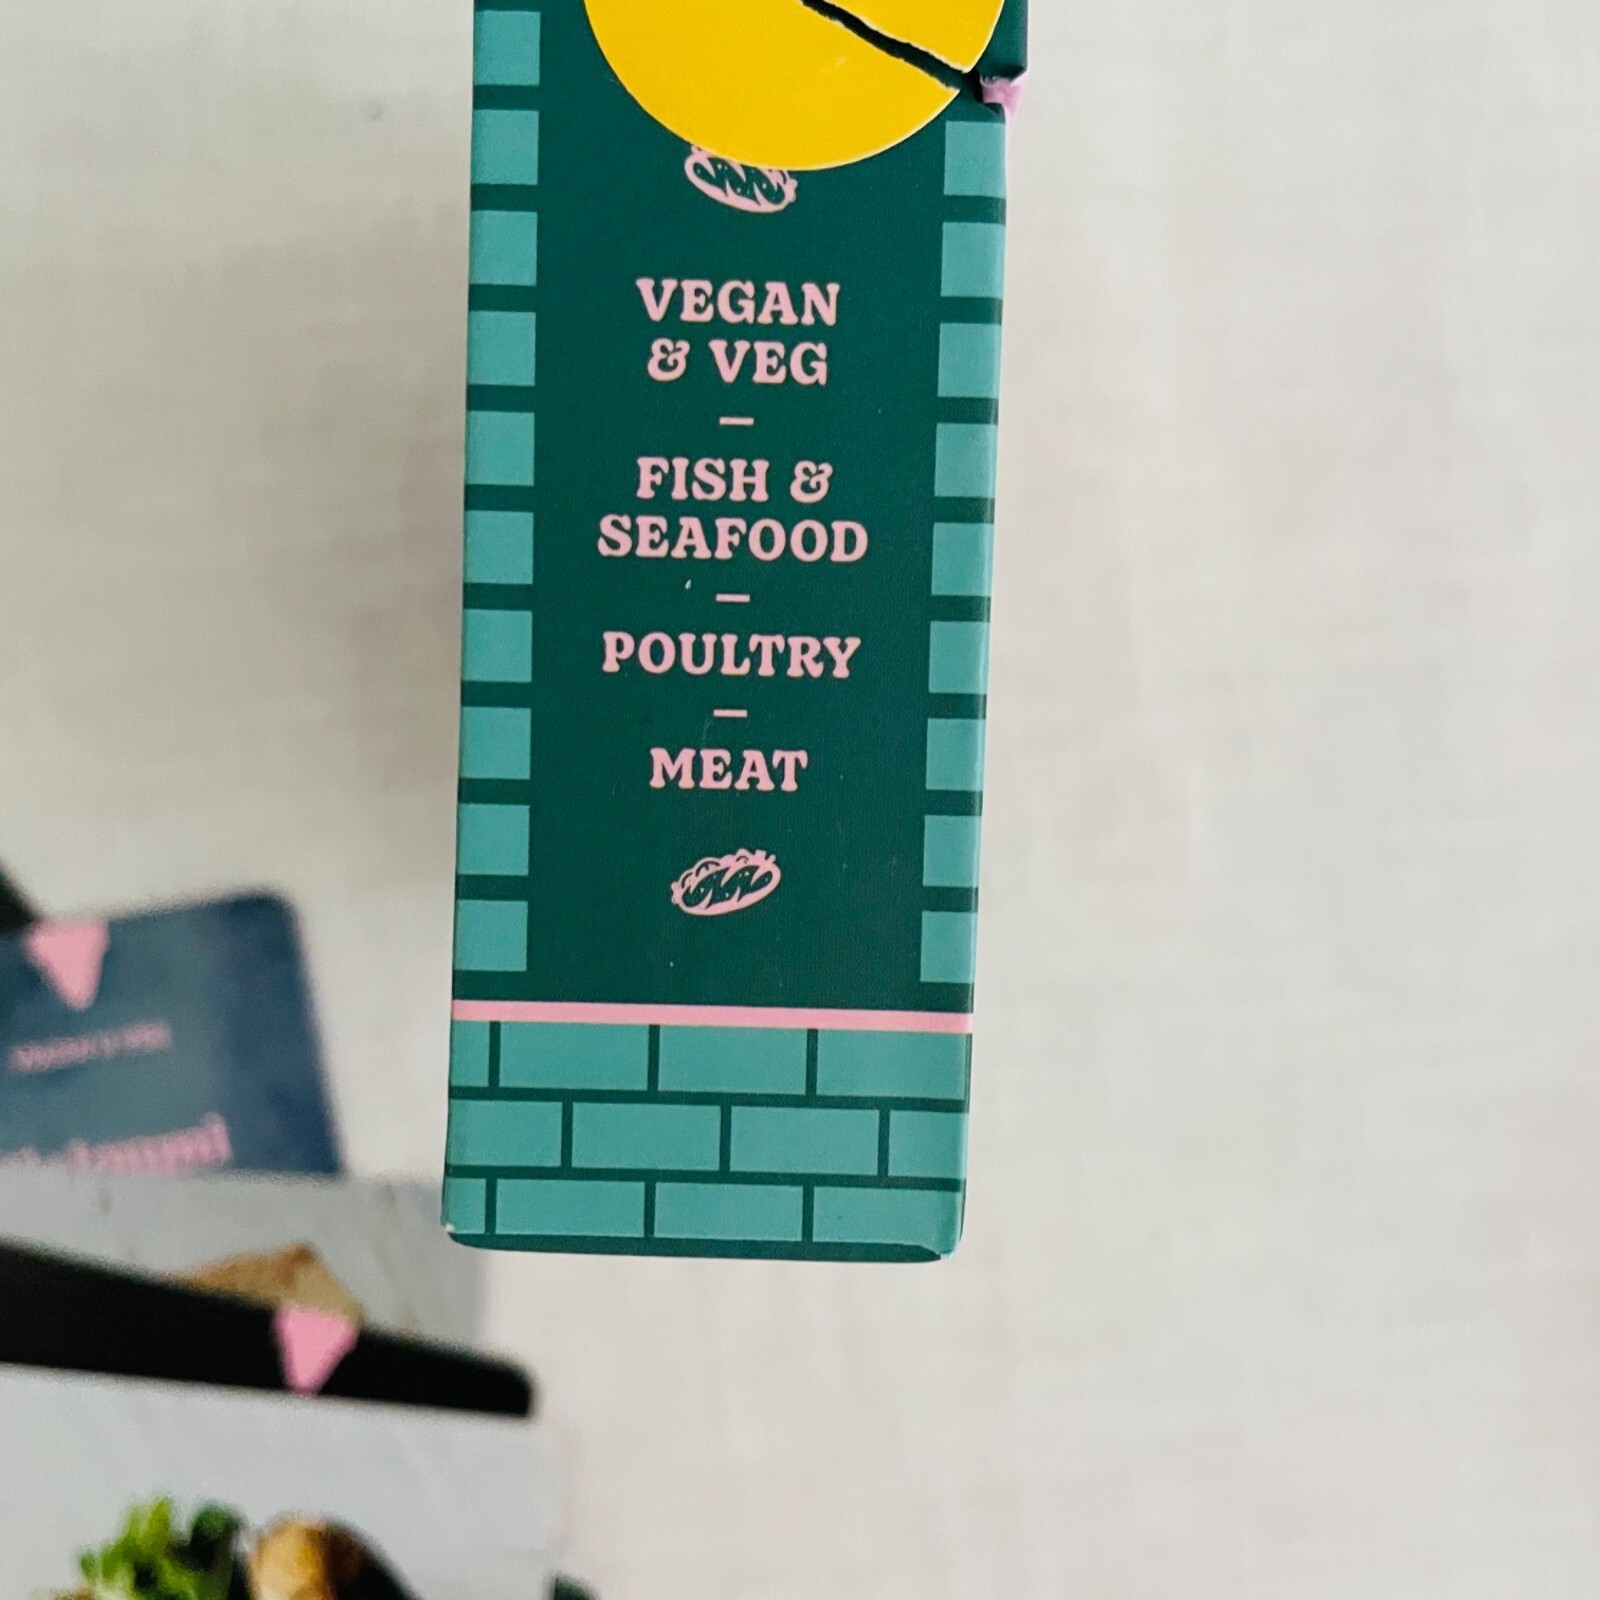 VEGAN
& VEG
–
FISH &
SEAFOOD
–
POULTRY
–
MEAT